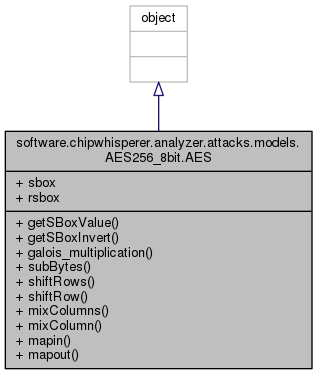 object
software.chipwhisperer.analyzer.attacks.models.
AES256_8bit.AES
+ sbox
+ rsbox
+ getSBoxValue()
+ getSBoxInvert()
+ galois_multiplication()
+ subBytes()
+ shiftRows()
+ shiftRow()
+ mixColumns()
+ mixColumn()
+ mapin()
+ mapout()